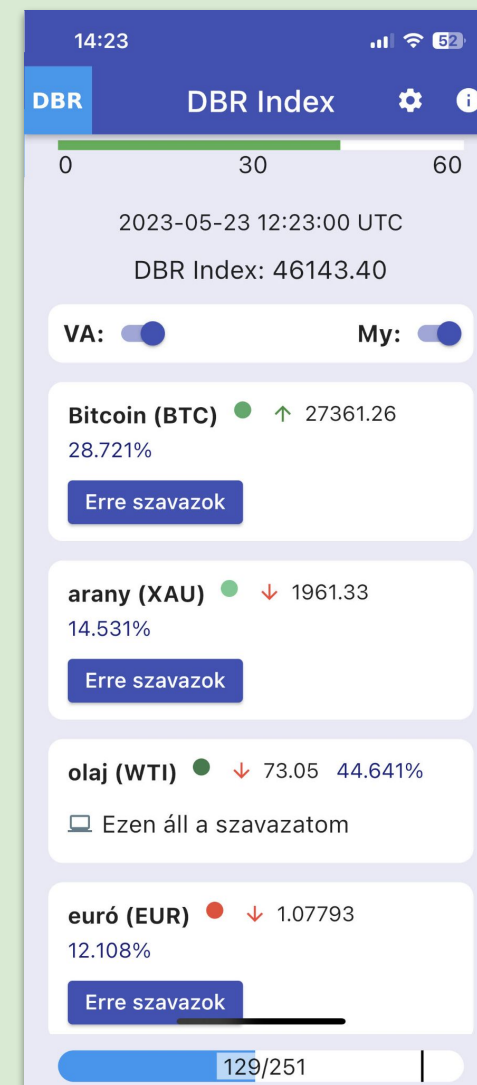 14:23
52
DBR
DBR Index
0 30 60
2023-05-23 12:23:00 UTC
DBR Index: 46143.40
VA: My:
Bitcoin (BTC) ↑ 27361.26
28.721%
Erre szavazok
arany (XAU) ↓ 1961.33
14.531%
Erre szavazok
olaj (WTI) ↓ 73.05 44.641%
Ezen áll a szavazatom
euró (EUR) ↓ 1.07793
12.108%
Erre szavazok
129/251